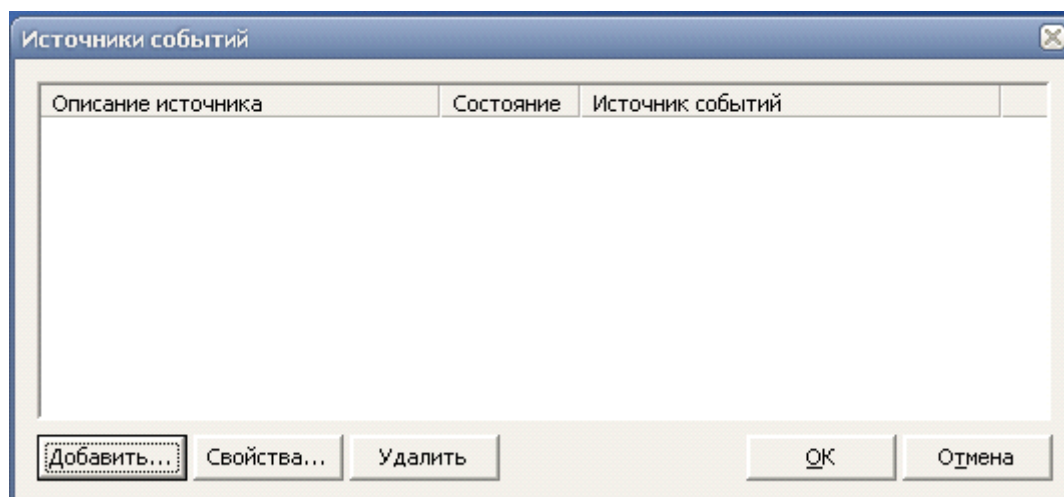 Источники событий
Описание источника Состояние Источник событий
Добавить... Свойства... Удалить OK Отмена